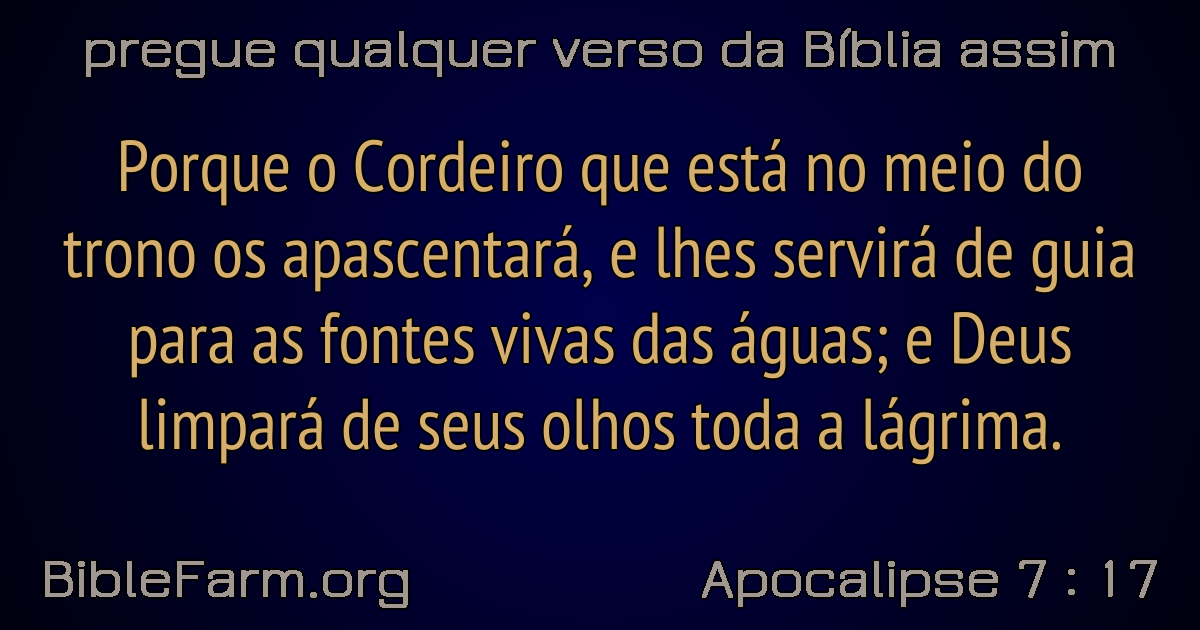 pregue qualquer verso da Bíblia assim
Porque o Cordeiro que está no meio do
trono os apascentará, e lhes servirá de guia
para as fontes vivas das águas; e Deus
limpará de seus olhos toda a lágrima.
BibleFarm.org
Apocalipse 7 : 17